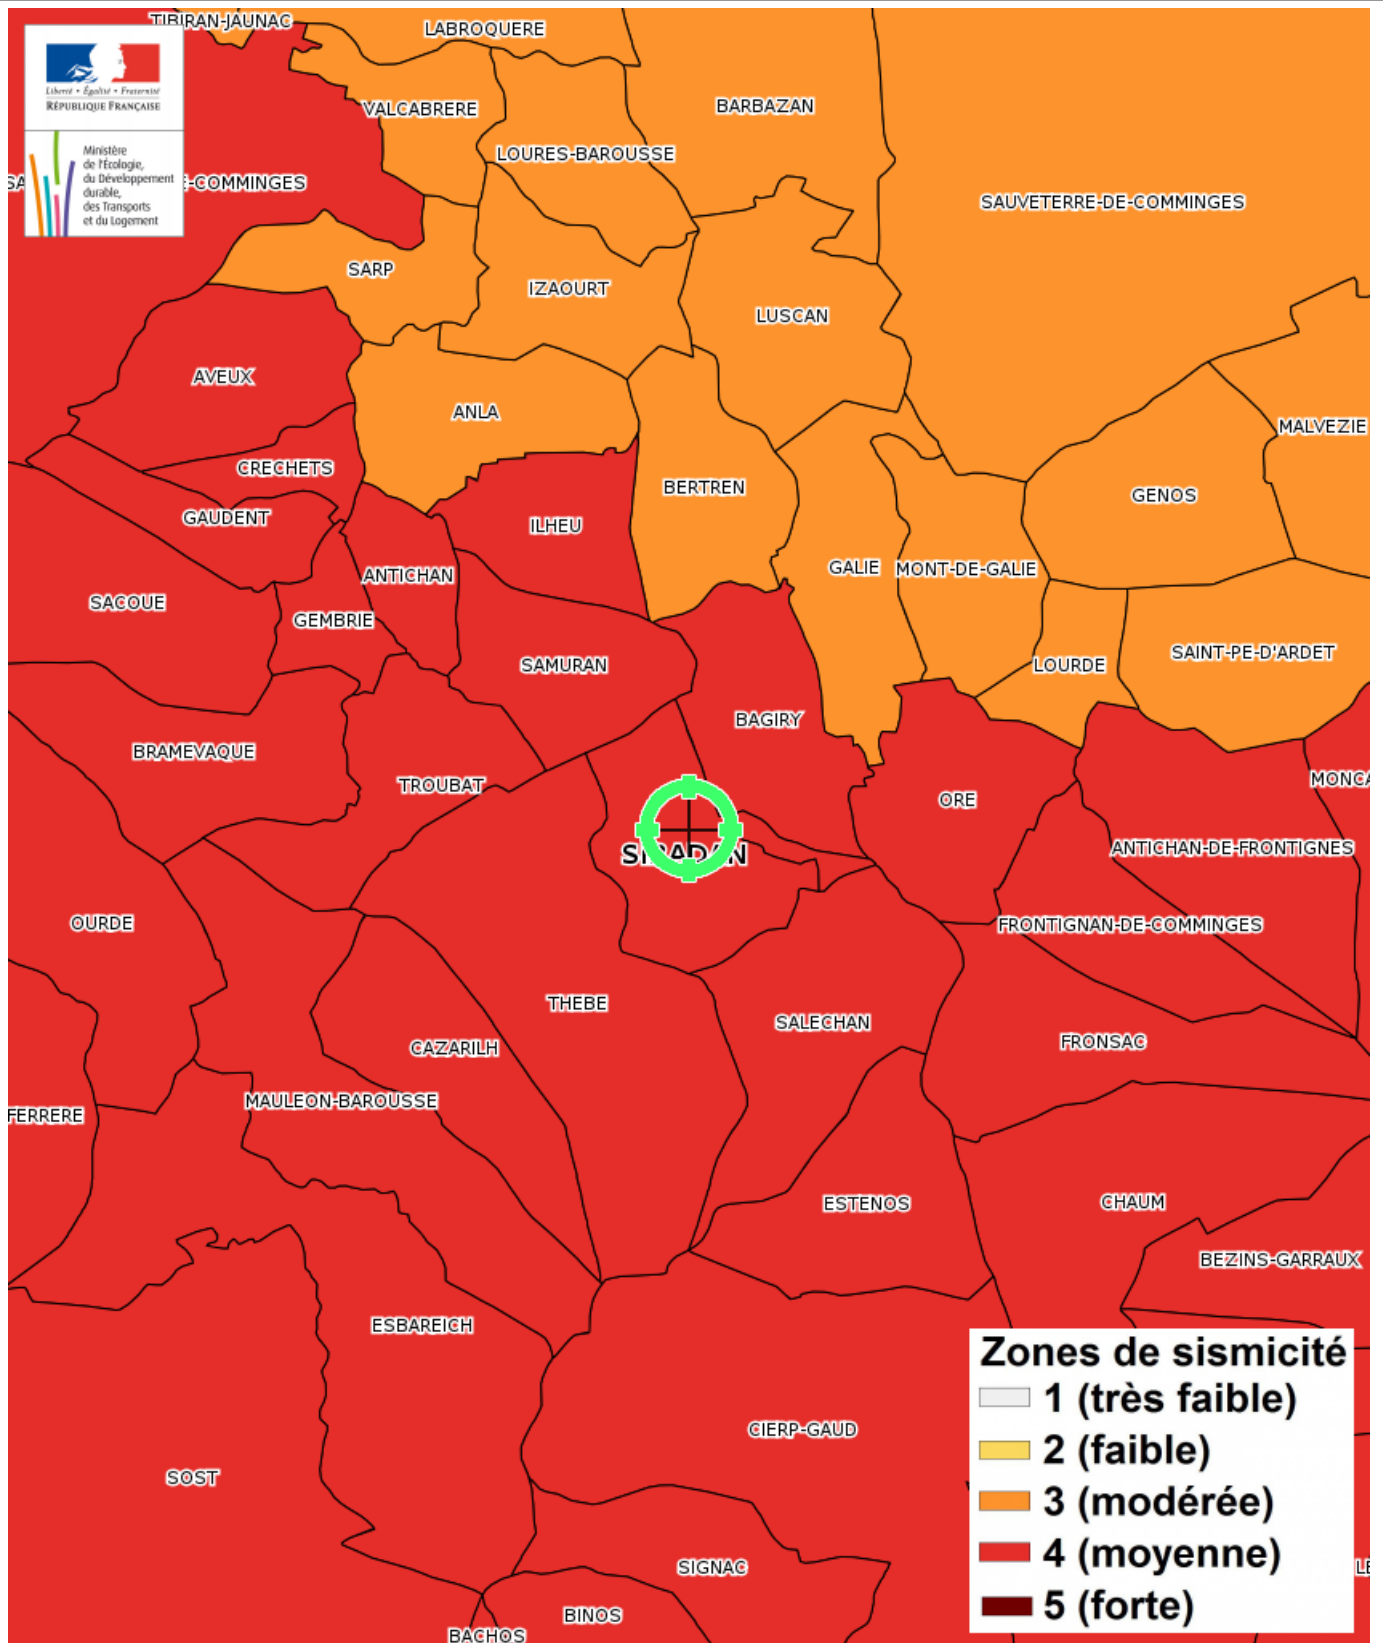 TIBIRAN-JAUNAC
LABROQUERE
Liberté • Égalité • Fraternité
RÉPUBLIQUE FRANÇAISE
VALCABRERE
BARBAZAN
Ministère
de l'Écologie,
du Développement
durable,
des Transports
et du Logement
LOURES-BAROUSSE
SA
E-COMMINGES
SAUVETERRE-DE-COMMINGES
SARP
IZAOURT
LUSCAN
AVEUX
ANLA
MALVEZIE
CRECHETS
BERTREN
GENOS
GAUDENT
ILHEU
ANTICHAN
GALIE
MONT-DE-GALIE
SACOUE
GEMBRIE
SAMURAN
LOURDE
SAINT-PE-D'ARDET
BAGIRY
BRAMEVAQUE
TROUBAT
MONCA
ORE
SIRADAN
ANTICHAN-DE-FRONTIGNES
OURDE
FRONTIGNAN-DE-COMMINGES
THEBE
SALECHAN
CAZARILH
FRONSAC
MAULEON-BAROUSSE
FERRERE
ESTENOS
CHAUM
BEZINS-GARRAUX
ESBAREICH
CIERP-GAUD
SOST
SIGNAC
LE
BINOS
BACHOS
Zones de sismicité
1 (très faible)
2 (faible)
3 (modérée)
4 (moyenne)
5 (forte)